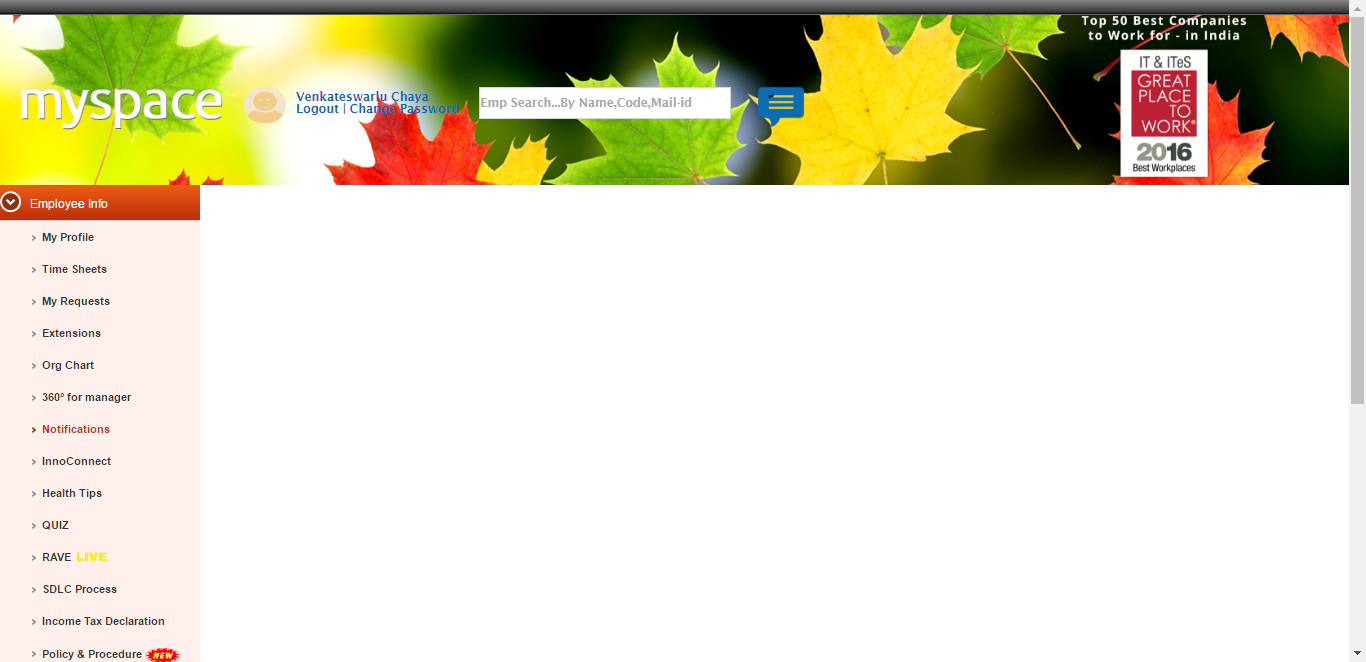 Top 50 Best Companies
to Work for - in India
IT & ITeS
GREAT
PLACE
TO
WORK®
2016
Best Workplaces
myspace
Venkateswarlu Chaya
Logout | Change Password
Emp Search...By Name,Code,Mail-id
Employee Info
My Profile
Time Sheets
My Requests
Extensions
Org Chart
360° for manager
Notifications
InnoConnect
Health Tips
QUIZ
RAVE LIVE
SDLC Process
Income Tax Declaration
Policy & Procedure NEW